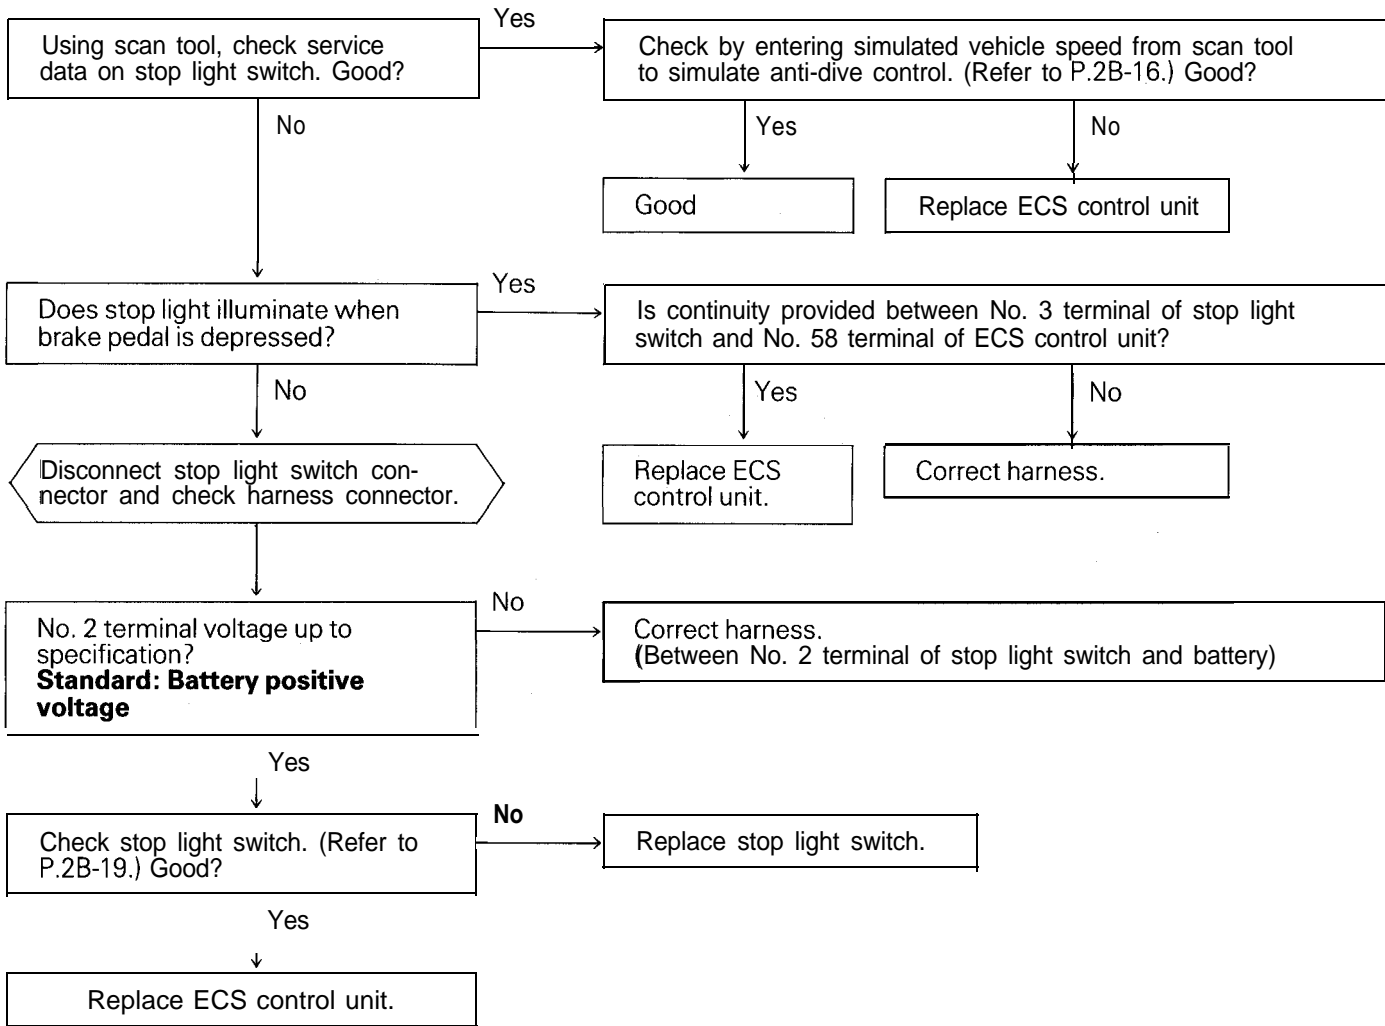 Using scan tool, check service
data on stop light switch. Good?
Yes
Check by entering simulated vehicle speed from scan tool
to simulate anti-dive control. (Refer to P.2B-16.) Good?
No
Yes
No
Good
Replace ECS control unit
Does stop light illuminate when
brake pedal is depressed?
Yes
Is continuity provided between No. 3 terminal of stop light
switch and No. 58 terminal of ECS control unit?
No
Yes
No
Disconnect stop light switch con-
nector and check harness connector.
Replace ECS
control unit.
Correct harness.
No. 2 terminal voltage up to
specification?
Standard: Battery positive
voltage
No
Correct harness.
(Between No. 2 terminal of stop light switch and battery)
Yes
Check stop light switch. (Refer to
P.2B-19.) Good?
No
Replace stop light switch.
Yes
Replace ECS control unit.